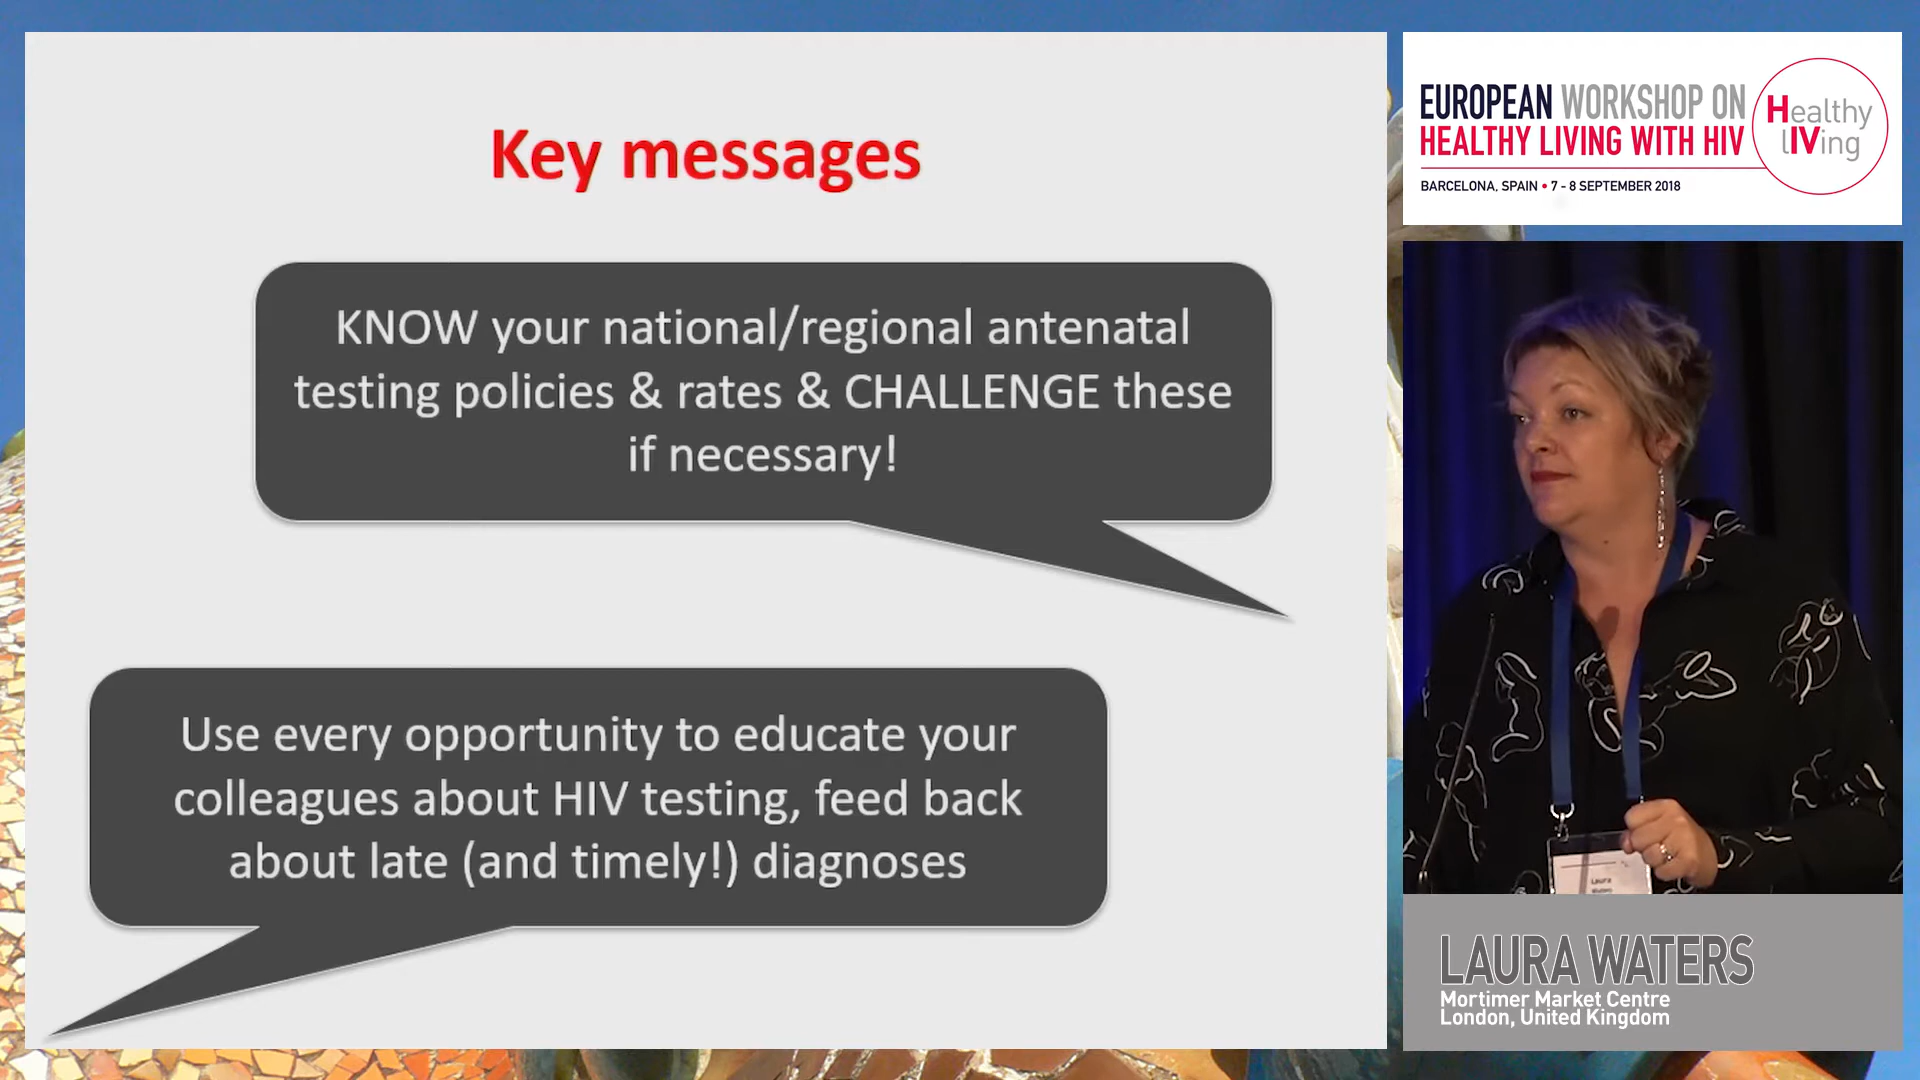 Key messages
KNOW your national/regional antenatal
testing policies & rates & CHALLENGE these
if necessary!
Use every opportunity to educate your
colleagues about HIV testing, feed back
about late (and timely!) diagnoses
EUROPEAN WORKSHOP ON
HEALTHY LIVING WITH HIV
BARCELONA, SPAIN • 7 - 8 SEPTEMBER 2018
Healthy
lIVing
Laura
Waters
LAURA WATERS
Mortimer Market Centre
London, United Kingdom